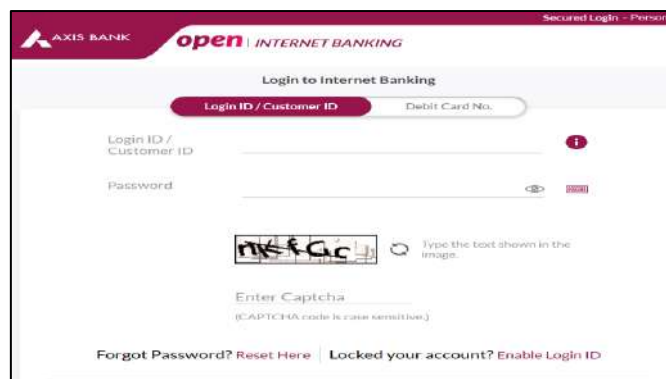 Secured Login - Person
AXIS BANK
open | INTERNET BANKING
Login to Internet Banking
Login ID / Customer ID Debit Card No.
Login ID /
Customer ID
Password
Type the text shown in the
image.
Enter Captcha
(CAPTCHA code is case sensitive.)
Forgot Password? Reset Here | Locked your account? Enable Login ID